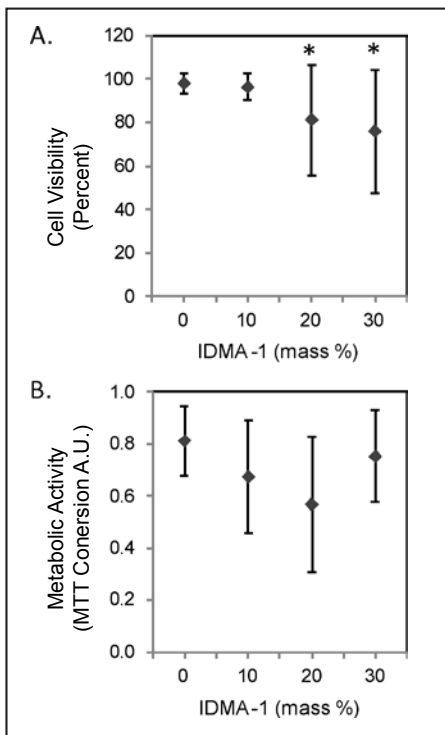 A.
120
100
80
60
40
20
0
Cell Visibility
(Percent)
* *
0 10 20 30
IDMA-1 (mass %)
B.
1.0
0.8
0.6
0.4
0.2
0.0
Metabolic Activity
(MTT Conersion A.U.)
0 10 20 30
IDMA-1 (mass %)